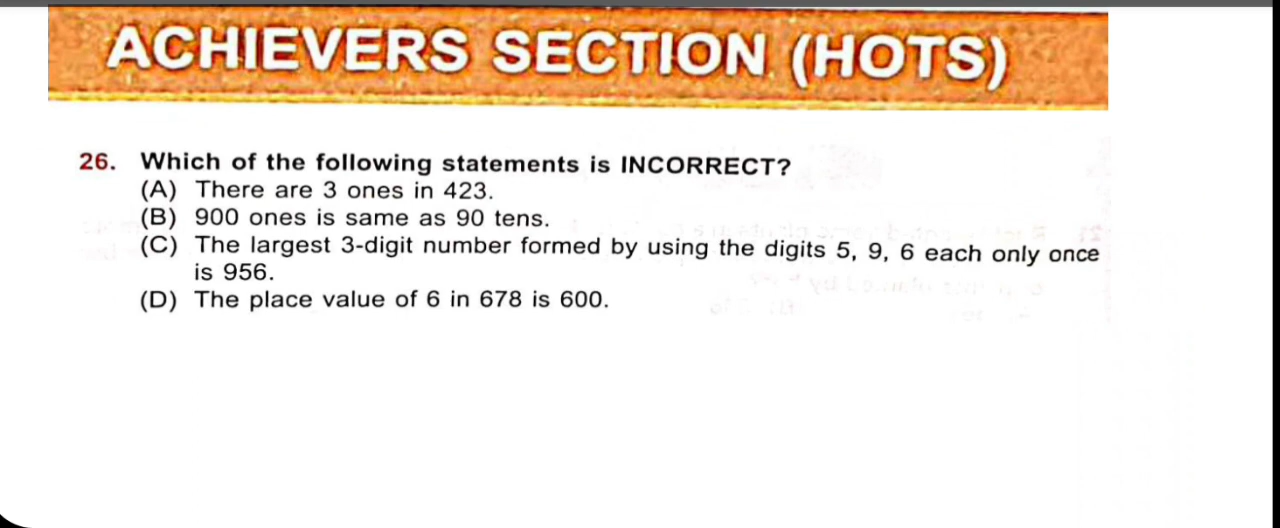 ACHIEVERS SECTION (HOTS)
26. Which of the following statements is INCORRECT?
(A) There are 3 ones in 423.
(B) 900 ones is same as 90 tens.
(C) The largest 3-digit number formed by using the digits 5, 9, 6 each only once
is 956.
(D) The place value of 6 in 678 is 600.